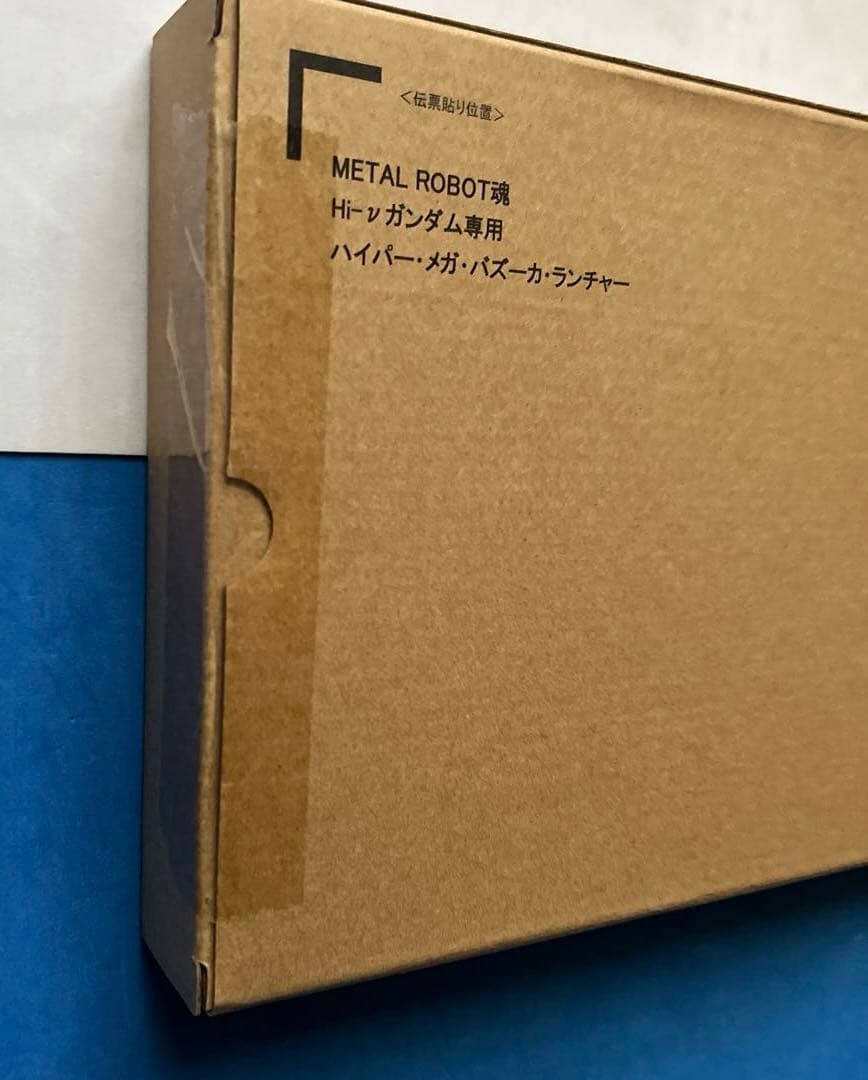 <伝票貼り位置>
METAL ROBOT魂
Hi-νガンダム専用
ハイパー・メガ・バズーカ・ランチャー